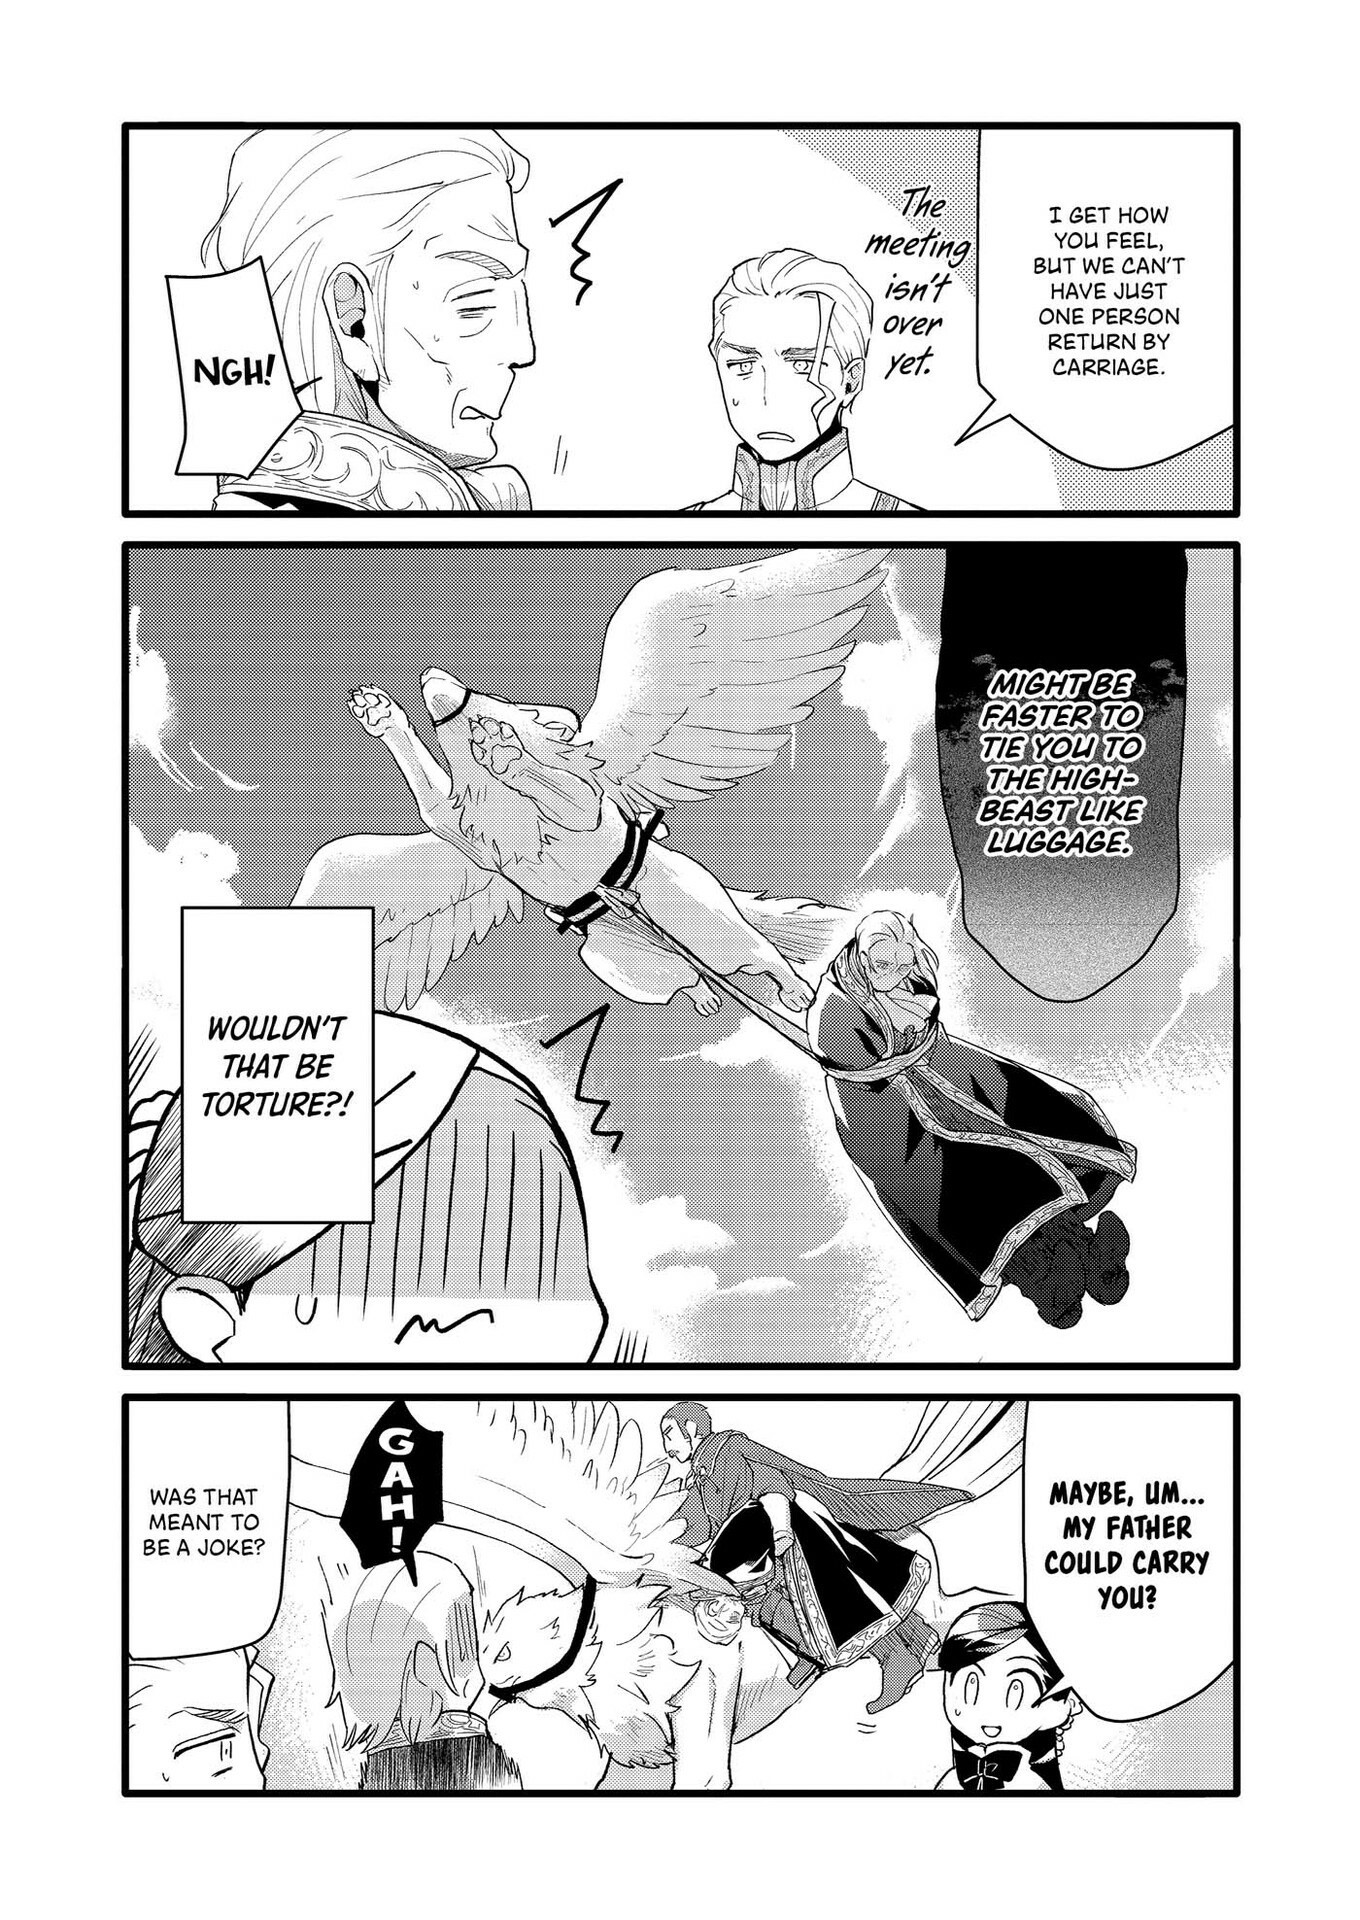 I GET HOW
YOU FEEL,
BUT WE CAN'T
HAVE JUST
ONE PERSON
RETURN BY
CARRIAGE.
The
meeting
isn't
over
yet.
NGH!
MIGHT BE
FASTER TO
TIE YOU TO
THE HIGH-
BEAST LIKE
LUGGAGE.
WOULDN'T
THAT BE
TORTURE?!
MAYBE, UM...
MY FATHER
COULD CARRY
YOU?
GAH!
WAS THAT
MEANT TO
BE A JOKE?